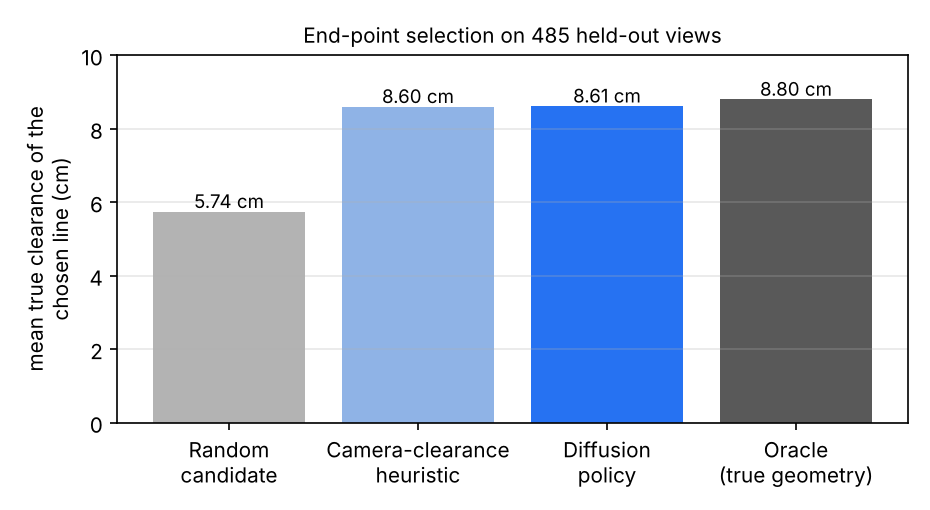 End-point selection on 485 held-out views
mean true clearance of the
chosen line (cm)
10
8
6
4
2
0
5.74 cm
8.60 cm
8.61 cm
8.80 cm
Random
candidate
Camera-clearance
heuristic
Diffusion
policy
Oracle
(true geometry)